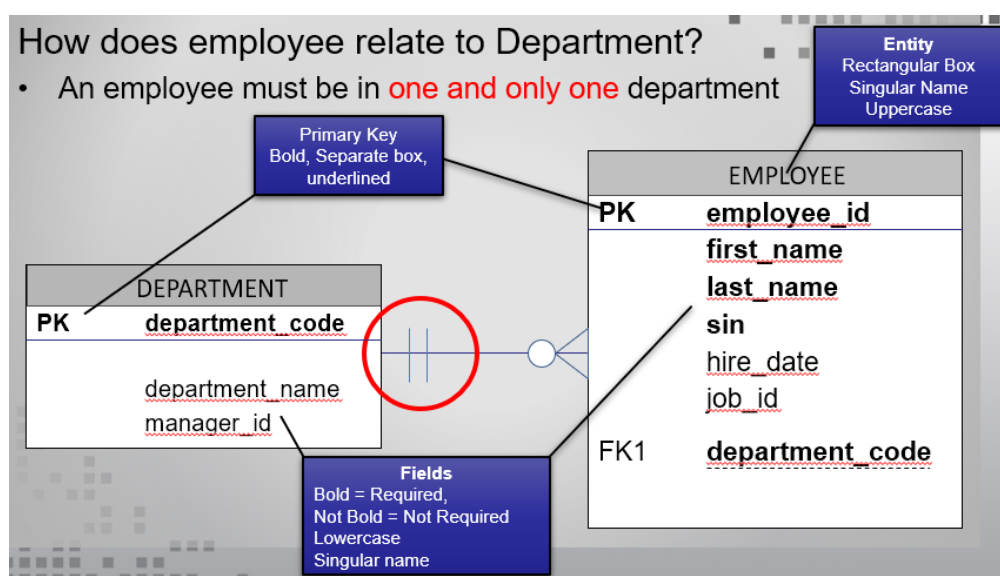 How does employee relate to Department?
• An employee must be in one and only one department
Entity
Rectangular Box
Singular Name
Uppercase
Primary Key
Bold, Separate box,
underlined
EMPLOYEE
PK employee_id
first_name
last_name
sin
hire_date
job_id
FK1 department_code
DEPARTMENT
PK department_code
department_name
manager_id
Fields
Bold = Required,
Not Bold = Not Required
Lowercase
Singular name